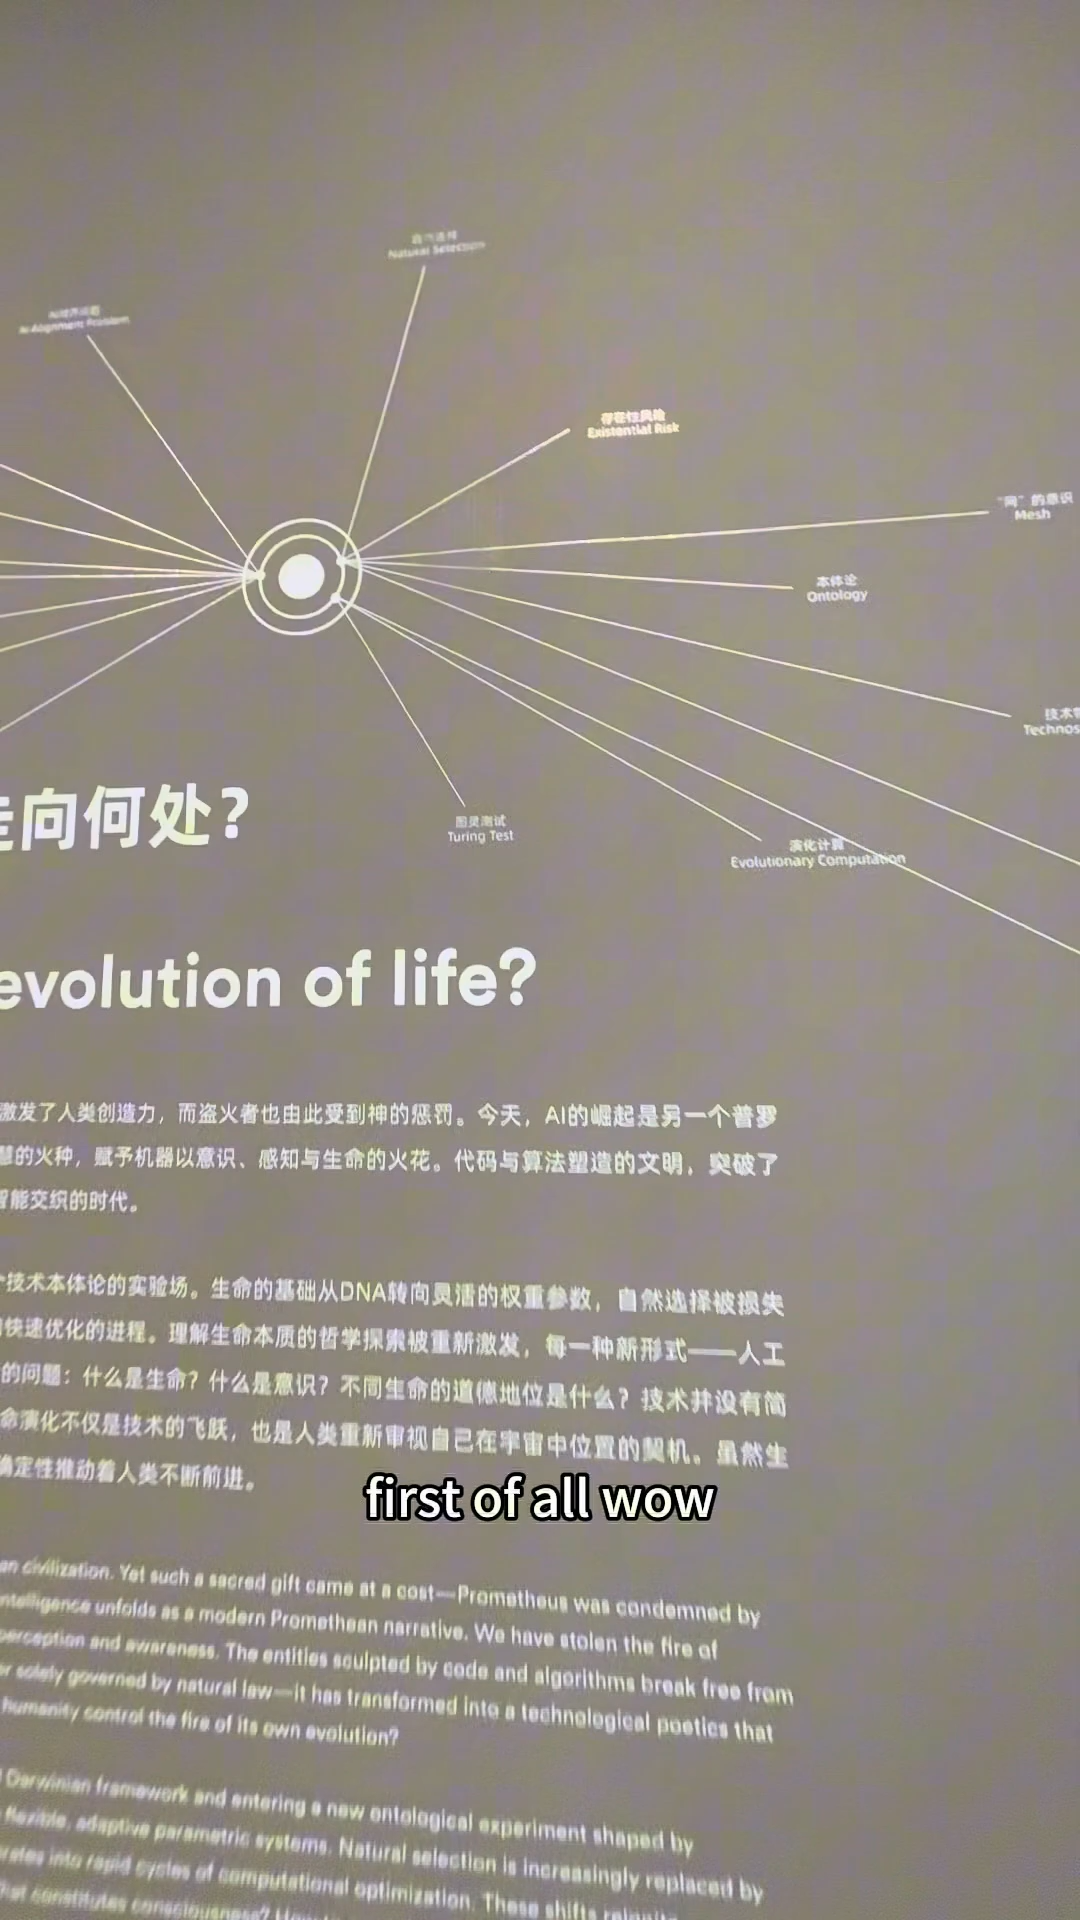 Natural Selection
AI Alignment Problem
存在性风险
Existential Risk
“网”的意识
Mesh
本体论
Ontology
技术
图灵测试
Turing Test
演化计算
Evolutionary Computation
走向何处？
evolution of life?
激发了人类创造力，而盗火者也由此受到神的惩罚。今天，AI的崛起是另一个普罗
慧的火种，赋予机器以意识、感知与生命的火花。代码与算法塑造的文明，突破了
智能交织的时代。
技术本体论的实验场。生命的基础从DNA转向灵活的权重参数，自然选择被损失
快速优化的进程。理解生命本质的哲学探索被重新激发，每一种新形式——人工
的问题：什么是生命？什么是意识？不同生命的道德地位是什么？技术并没有简
命演化不仅是技术的飞跃，也是人类重新审视自己在宇宙中位置的契机。虽然生
确定性推动着人类不断前进。
first of all wow
an civilization. Yet such a sacred gift came at a cost—Prometheus was condemned by
intelligence unfolds as a modern Promethean narrative. We have stolen the fire of
perception and awareness. The entities sculpted by code and algorithms break free from
solely governed by natural law—it has transformed into a technological poetics that
humanity control the fire of its own evolution?
Darwinian framework and entering a new ontological experiment shaped by
flexible, adaptive parametric systems. Natural selection is increasingly replaced by
into rapid cycles of computational optimization. These shifts reignite
that constitutes consciousness?